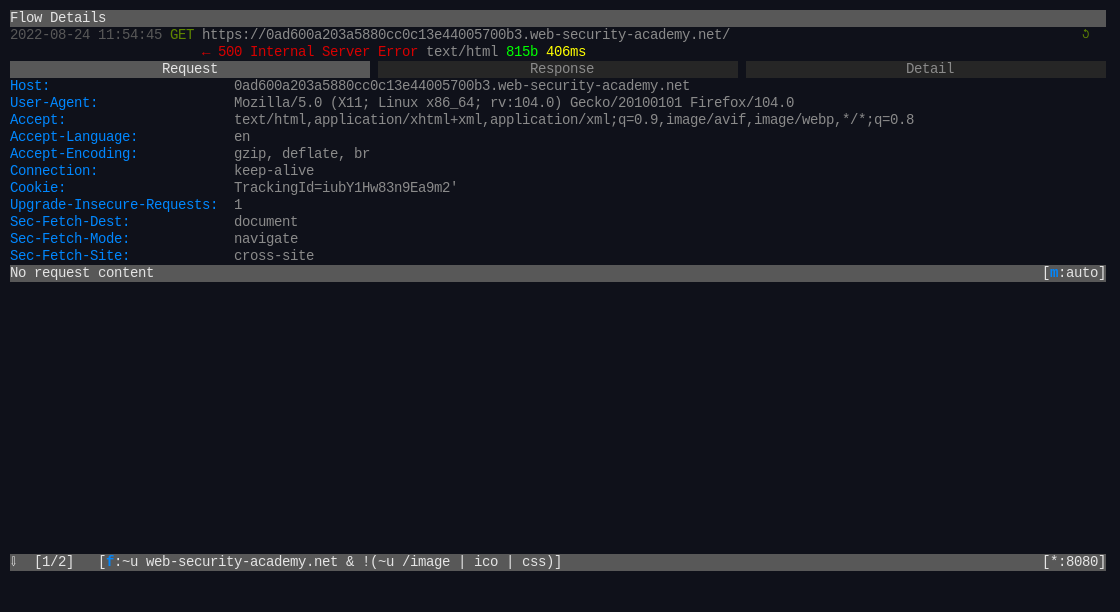 Flow Details
2022-08-24 11:54:45 GET https://0ad600a203a5880cc0c13e44005700b3.web-security-academy.net/ ↺
← 500 Internal Server Error text/html 815b 406ms
Request Response Detail
Host: 0ad600a203a5880cc0c13e44005700b3.web-security-academy.net
User-Agent: Mozilla/5.0 (X11; Linux x86_64; rv:104.0) Gecko/20100101 Firefox/104.0
Accept: text/html,application/xhtml+xml,application/xml;q=0.9,image/avif,image/webp,*/*;q=0.8
Accept-Language: en
Accept-Encoding: gzip, deflate, br
Connection: keep-alive
Cookie: TrackingId=iubY1Hw83n9Ea9m2'
Upgrade-Insecure-Requests: 1
Sec-Fetch-Dest: document
Sec-Fetch-Mode: navigate
Sec-Fetch-Site: cross-site
No request content [m:auto]
⇩ [1/2] [f:~u web-security-academy.net & !(~u /image | ico | css)] [*:8080]